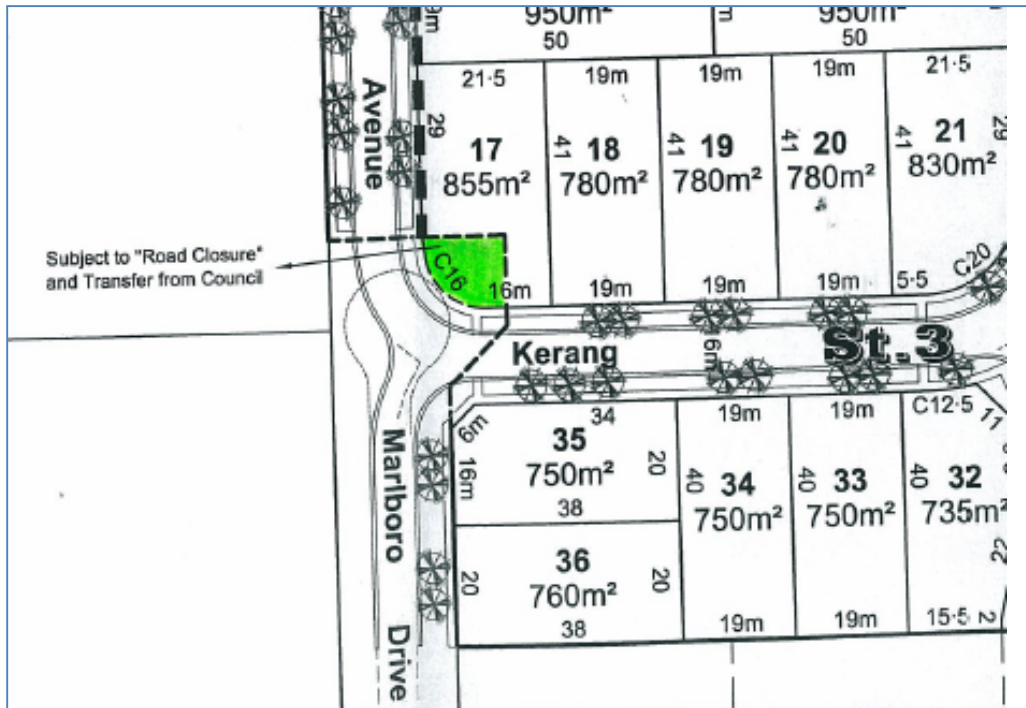 9m
950m²
50
m
950m²
50
Avenue
21·5
19m
19m
19m
21·5
29
17
855m²
41
18
780m²
41
19
780m²
41
20
780m²
41
21
830m²
29
Subject to "Road Closure"
and Transfer from Council
C16
16m
19m
19m
19m
5·5
C20
Kerang
St. 3
6m
Marlboro
Drive
6m
34
16m
35
750m²
20
38
20
36
760m²
20
38
19m
40
34
750m²
19m
19m
40
33
750m²
19m
C12·5
11
40
32
735m²
22
15·5
2